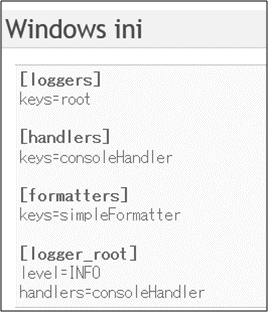 Windows ini
[loggers]
keys=root
[handlers]
keys=consoleHandler
[formatters]
keys=simpleFormatter
[logger_root]
level=INFO
handlers=consoleHandler